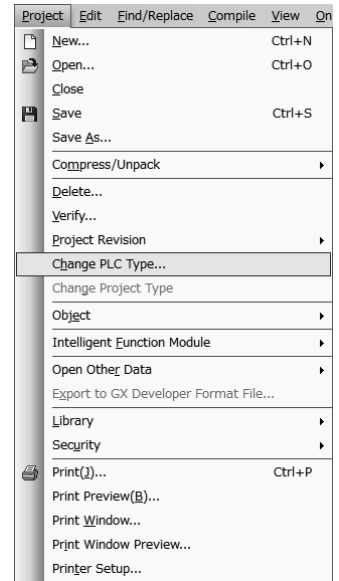 Project Edit Find/Replace Compile View On
New... Ctrl+N
Open... Ctrl+O
Close
Save Ctrl+S
Save As...
Compress/Unpack
Delete...
Verify...
Project Revision
Change PLC Type...
Change Project Type
Object
Intelligent Function Module
Open Other Data
Export to GX Developer Format File...
Library
Security
Print(J)... Ctrl+P
Print Preview(B)...
Print Window...
Print Window Preview...
Printer Setup...